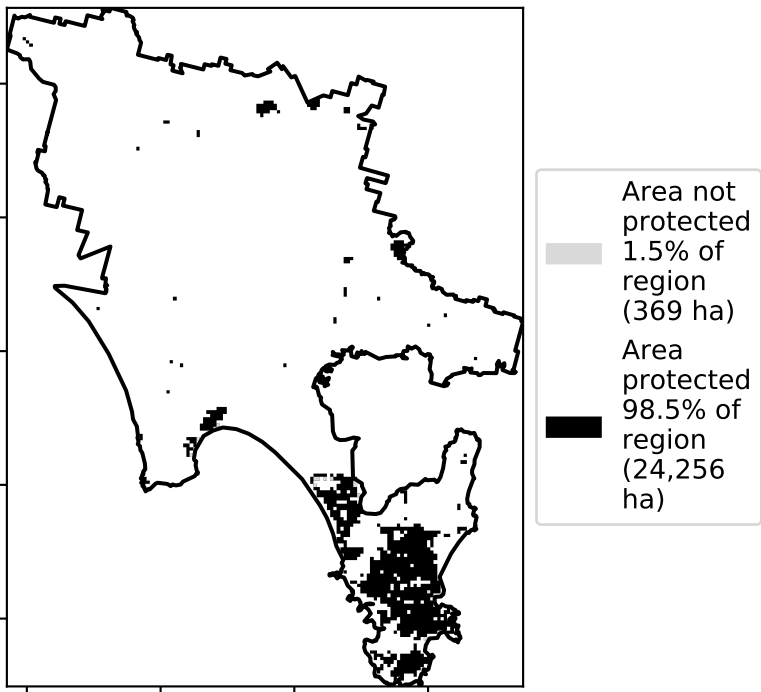 Area not
protected
1.5% of
region
(369 ha)
Area
protected
98.5% of
region
(24,256
ha)